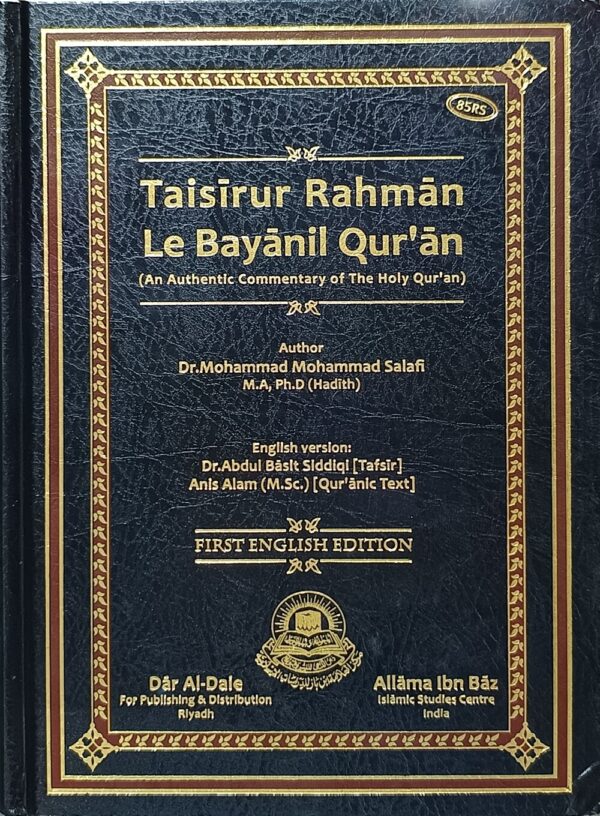 85RS
Taisīrur Rahmān
Le Bayānil Qur'ān
(An Authentic Commentary of The Holy Qur'an)
Author
Dr.Mohammad Mohammad Salafi
M.A, Ph.D (Hadīth)
English version:
Dr.Abdul Bāsit Siddiqi [Tafsīr]
Anis Alam (M.Sc.) [Qur'ānic Text]
FIRST ENGLISH EDITION
Dār Al-Dale
For Publishing & Distribution
Riyadh
Allāma Ibn Bāz
Islāmic Studies Centre
India